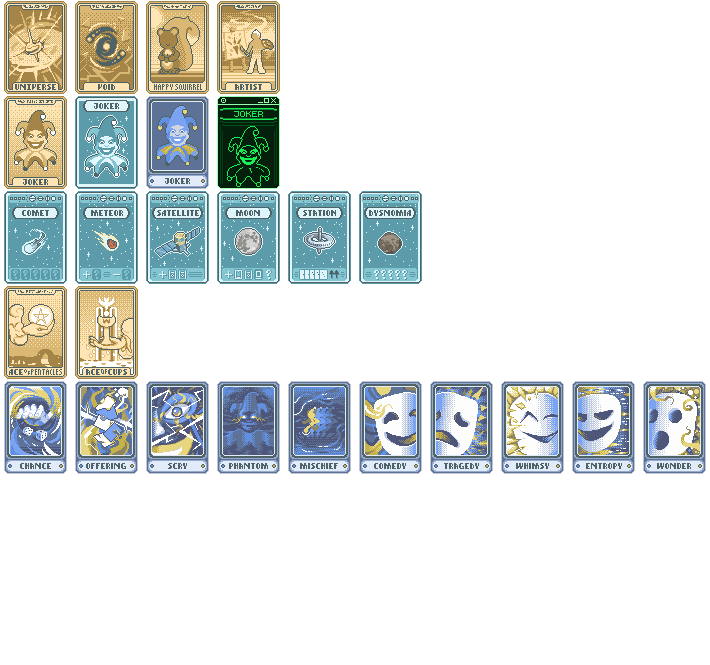 UNIVERSE
VOID
HAPPY SQUIRREL
ARTIST
JOKER
JOKER
JOKER
JOKER
COMET
METEOR
SATELLITE
MOON
STATION
DYSNOMIA
ACE OF PENTACLES
ACE OF CUPS
CHANCE
OFFERING
SCRY
PHANTOM
MISCHIEF
COMEDY
TRAGEDY
WHIMSY
ENTROPY
WONDER